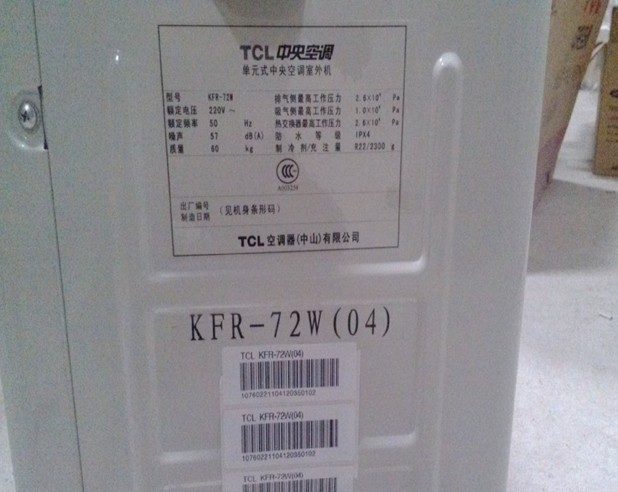 TCL中央空调
单元式中央空调室外机
型号 KFR-72W 排气侧最高工作压力 2.6×10⁶ Pa
额定电压 220V ~ 吸气侧最高工作压力 1.0×10⁶ Pa
额定频率 50 Hz 热交换器最高工作压力 2.6×10⁶ Pa
噪声 57 dB(A) 防水等级 IPX4
质量 60 kg 制冷剂/充注量 R22/2300 g
CCC
出厂编号
制造日期 (见机身条形码)
TCL空调器(中山)有限公司
KFR-72W(04)
TCL KFR-72W(04)
10760221104120350102
TCL KFR-72W(04)
10760221104120350102
TCL KFR-72W(04)